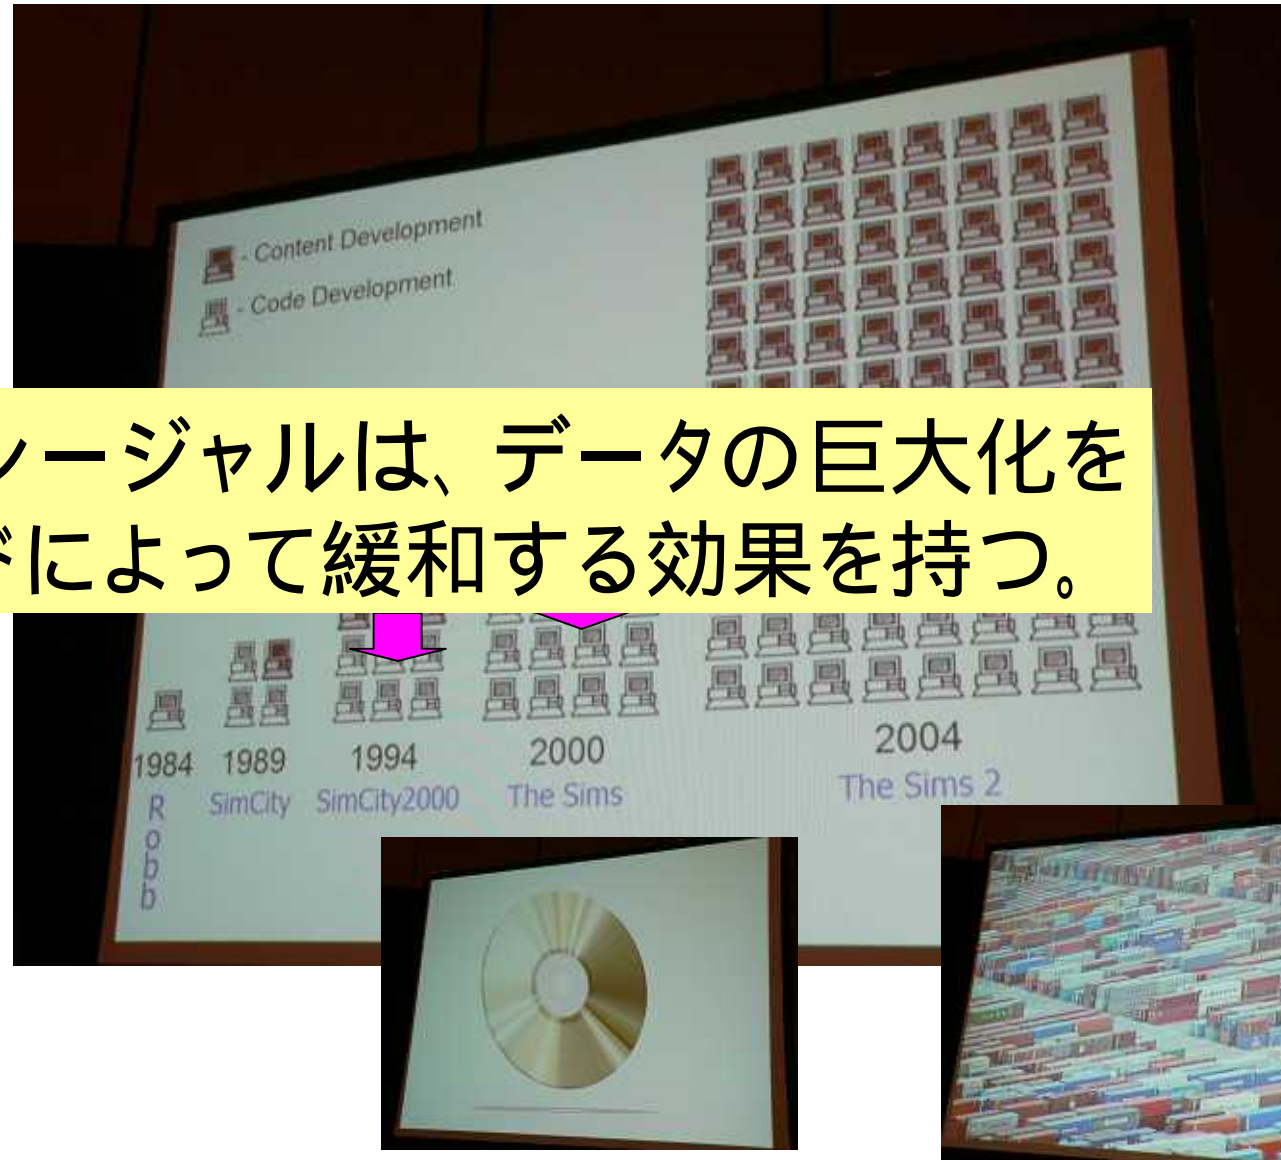 - Content Development
- Code Development
ージャルは、データの巨大化を
によって緩和する効果を持つ。
1984 1989 1994 2000 2004
Robb SimCity SimCity2000 The Sims The Sims 2